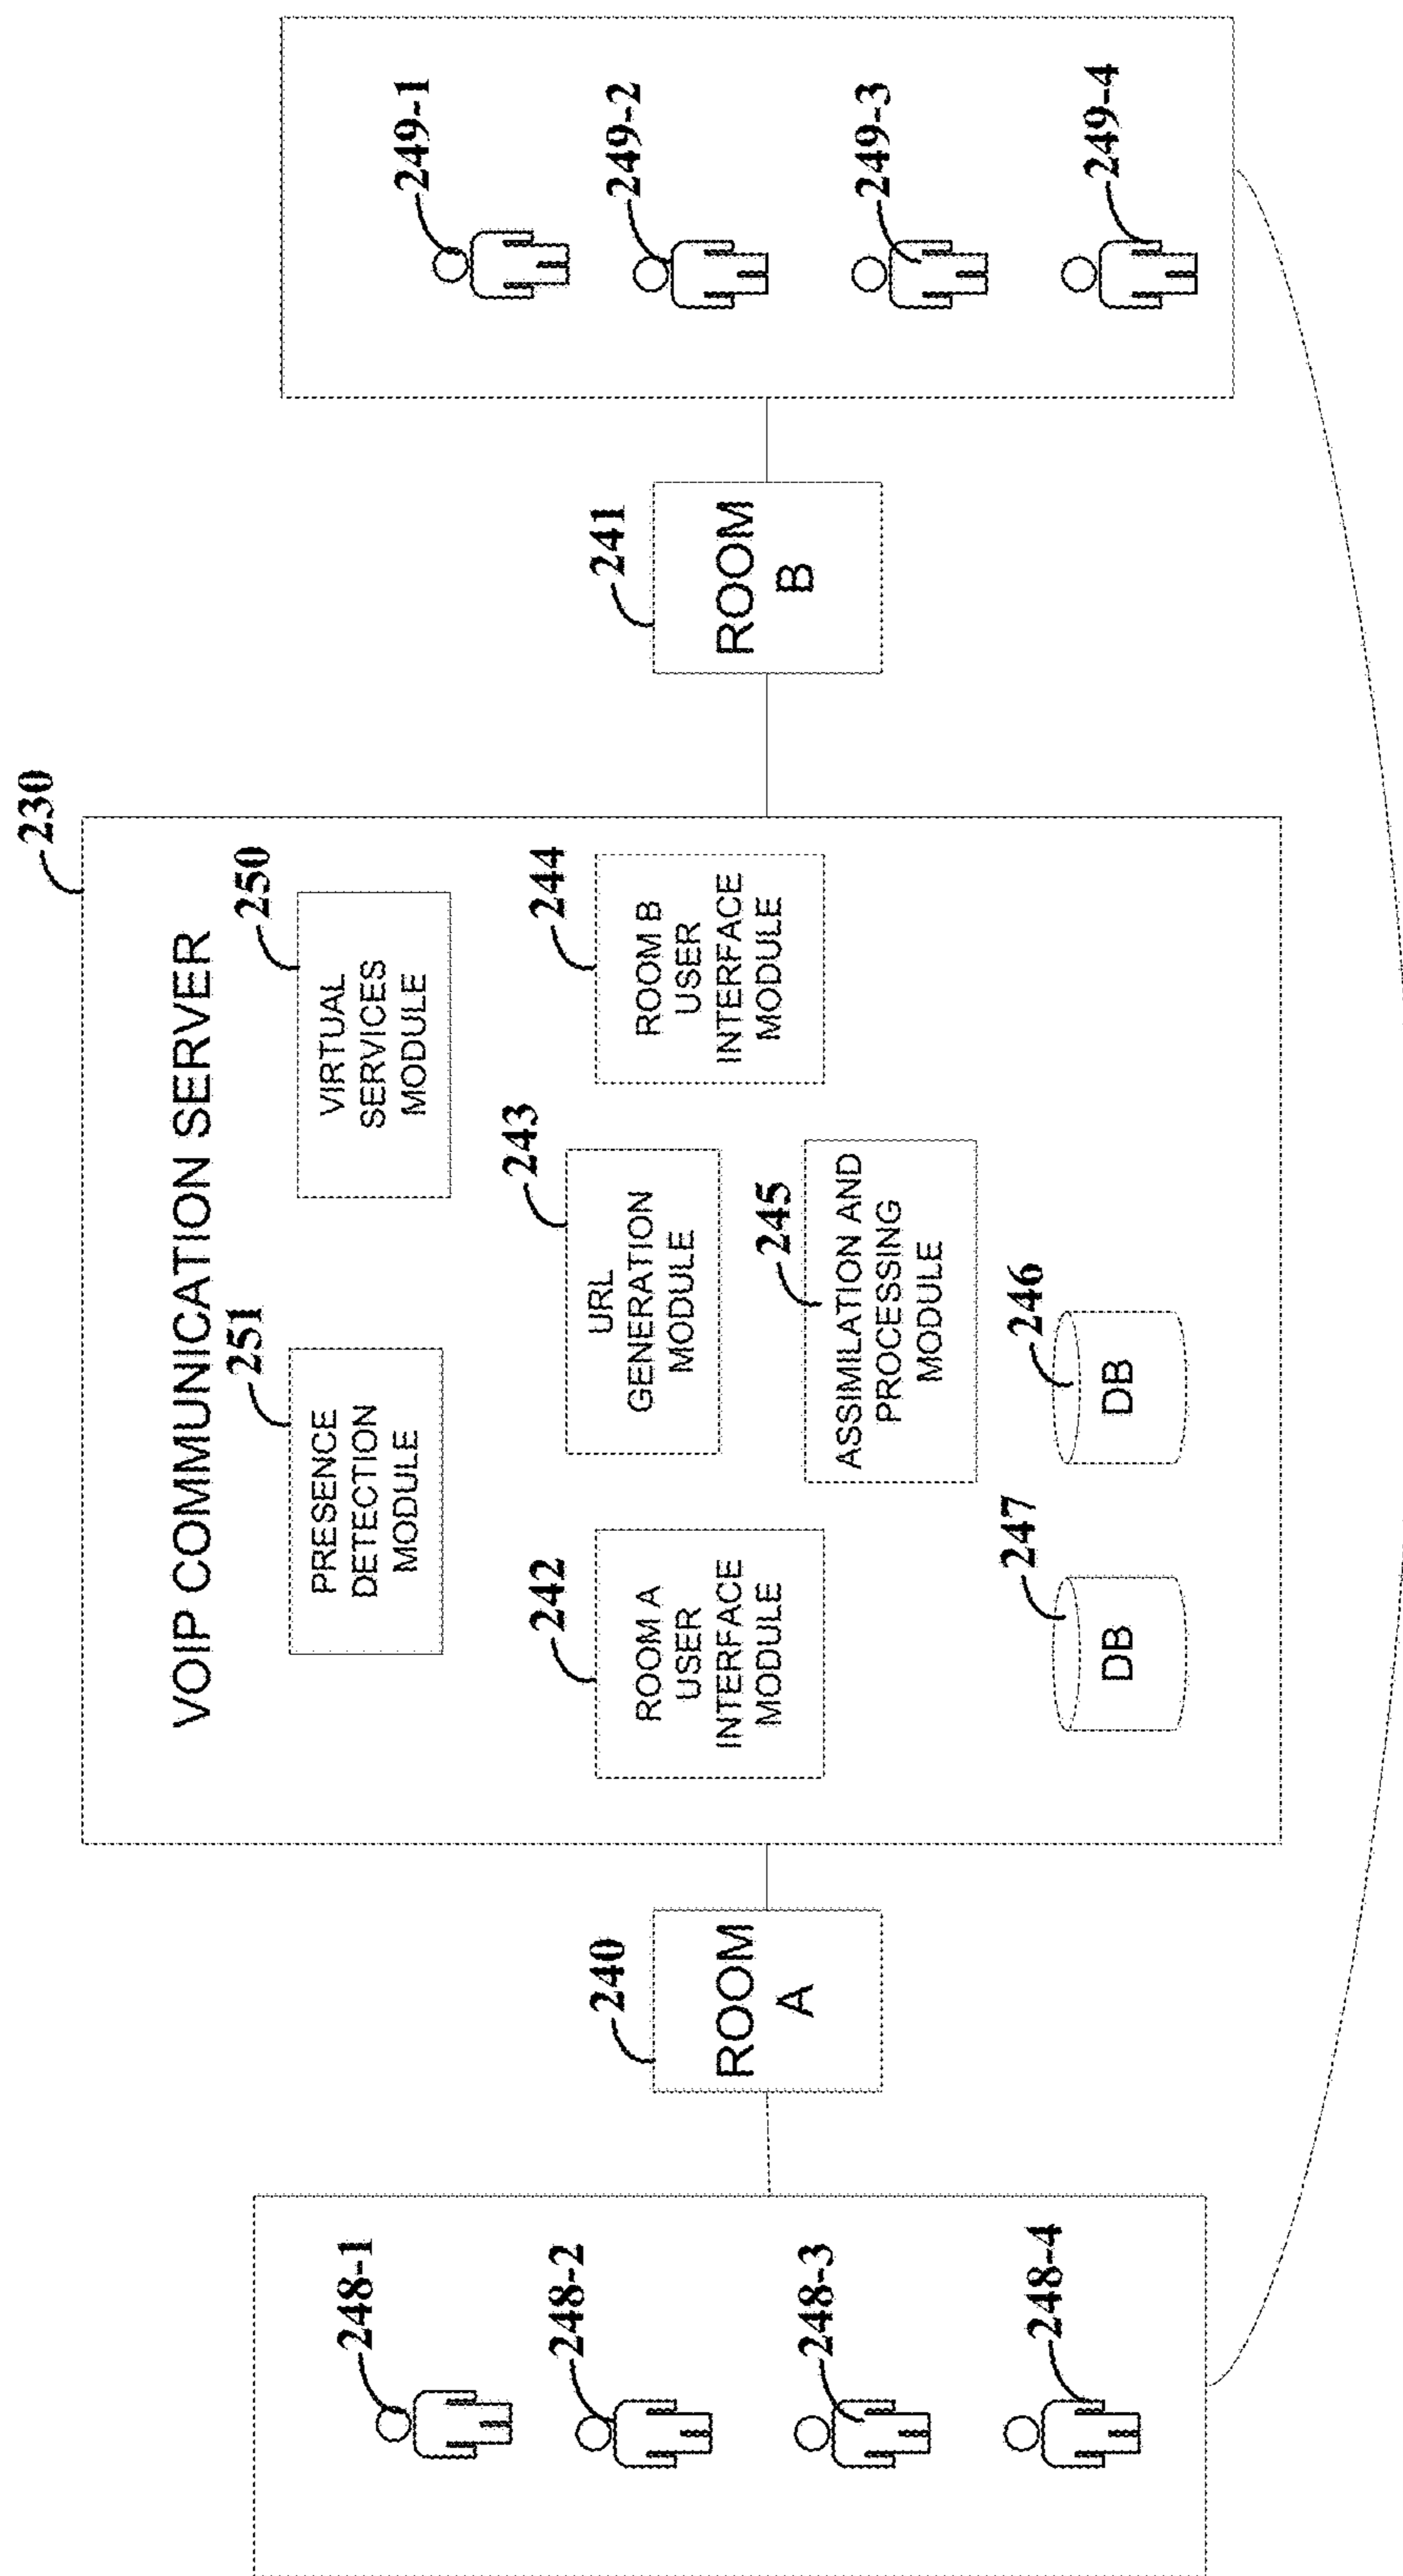 230
VOIP COMMUNICATION SERVER
251
PRESENCE
DETECTION
MODULE
250
VIRTUAL
SERVICES
MODULE
242
ROOM A
USER
INTERFACE
MODULE
243
URL
GENERATION
MODULE
244
ROOM B
USER
INTERFACE
MODULE
245
ASSIMILATION AND
PROCESSING
MODULE
247
DB
246
DB
240
ROOM
A
241
ROOM
B
248-1
248-2
248-3
248-4
249-1
249-2
249-3
249-4